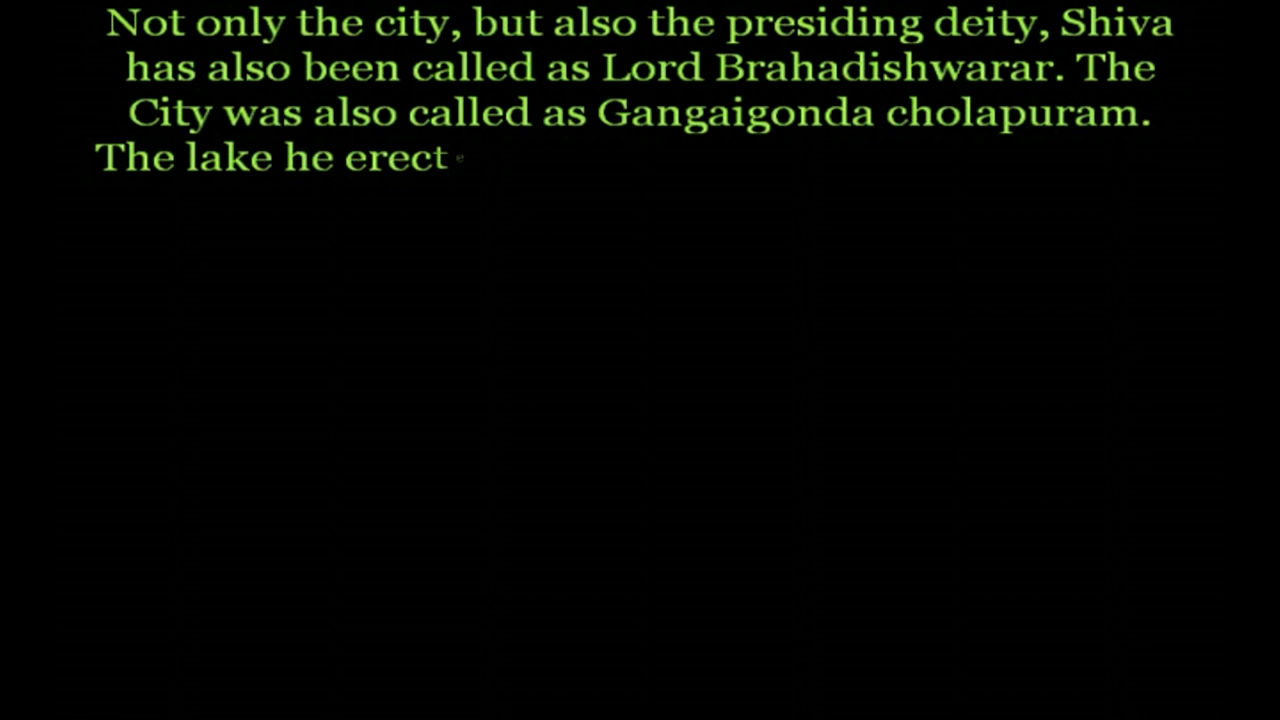 Not only the city, but also the presiding deity, Shiva
has also been called as Lord Brahadishwarar. The
City was also called as Gangaigonda cholapuram.
The lake he erect e